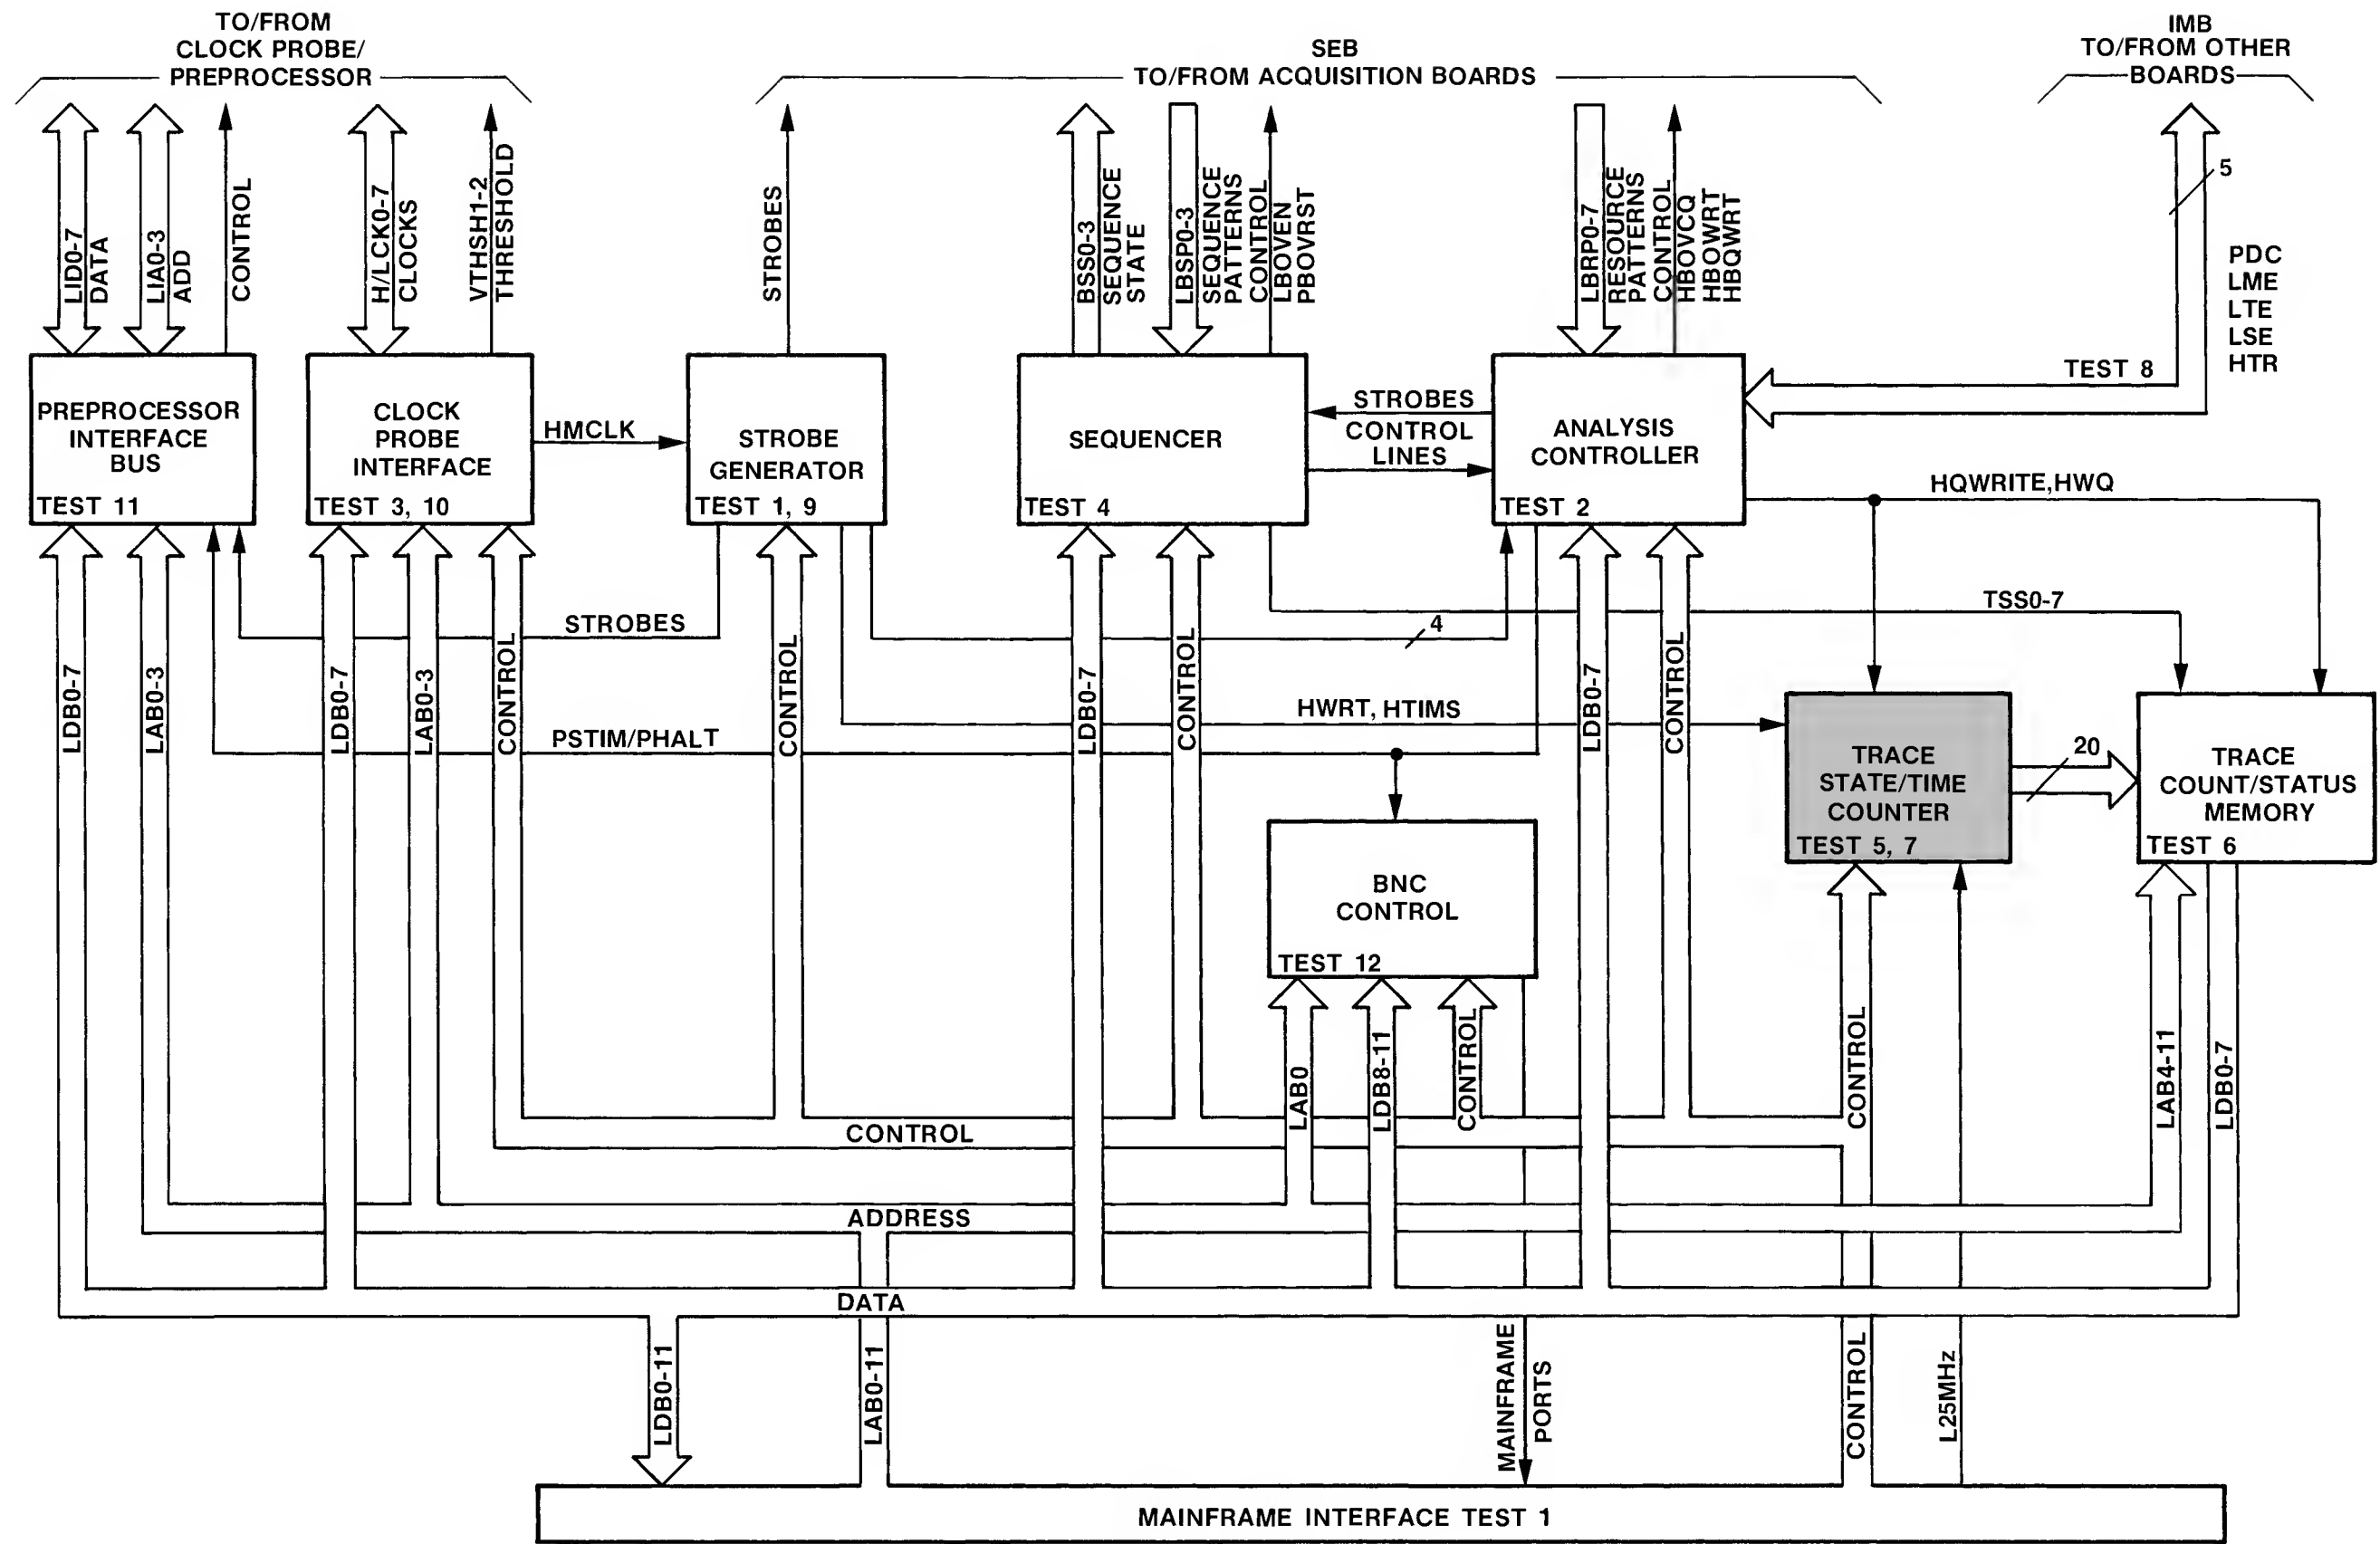 TO/FROM
CLOCK PROBE/
PREPROCESSOR
SEB
TO/FROM ACQUISITION BOARDS
IMB
TO/FROM OTHER
BOARDS
LID0-7
DATA
LIA0-3
ADD
CONTROL
H/LCK0-7
CLOCKS
VTHSH1-2
THRESHOLD
STROBES
BSS0-3
SEQUENCE
STATE
LBSP0-3
SEQUENCE
PATTERNS
CONTROL
LBOVEN
PBOVRST
LBRP0-7
RESOURCE
PATTERNS
CONTROL
HBOVCQ
HBOWRT
HBQWRT
5
PDC
LME
LTE
LSE
HTR
TEST 8
PREPROCESSOR
INTERFACE
BUS
TEST 11
CLOCK
PROBE
INTERFACE
TEST 3, 10
HMCLK
STROBE
GENERATOR
TEST 1, 9
SEQUENCER
TEST 4
STROBES
CONTROL
LINES
ANALYSIS
CONTROLLER
TEST 2
HQWRITE,HWQ
TSS0-7
STROBES
4
HWRT, HTIMS
PSTIM/PHALT
LDB0-7
LAB0-3
LDB0-7
LAB0-3
CONTROL
CONTROL
LDB0-7
CONTROL
LDB0-7
CONTROL
TRACE
STATE/TIME
COUNTER
TEST 5, 7
20
TRACE
COUNT/STATUS
MEMORY
TEST 6
BNC
CONTROL
TEST 12
LAB0
LDB8-11
CONTROL
CONTROL
LAB4-11
LDB0-7
CONTROL
ADDRESS
DATA
LDB0-11
LAB0-11
MAINFRAME
PORTS
CONTROL
L25MHz
MAINFRAME INTERFACE TEST 1